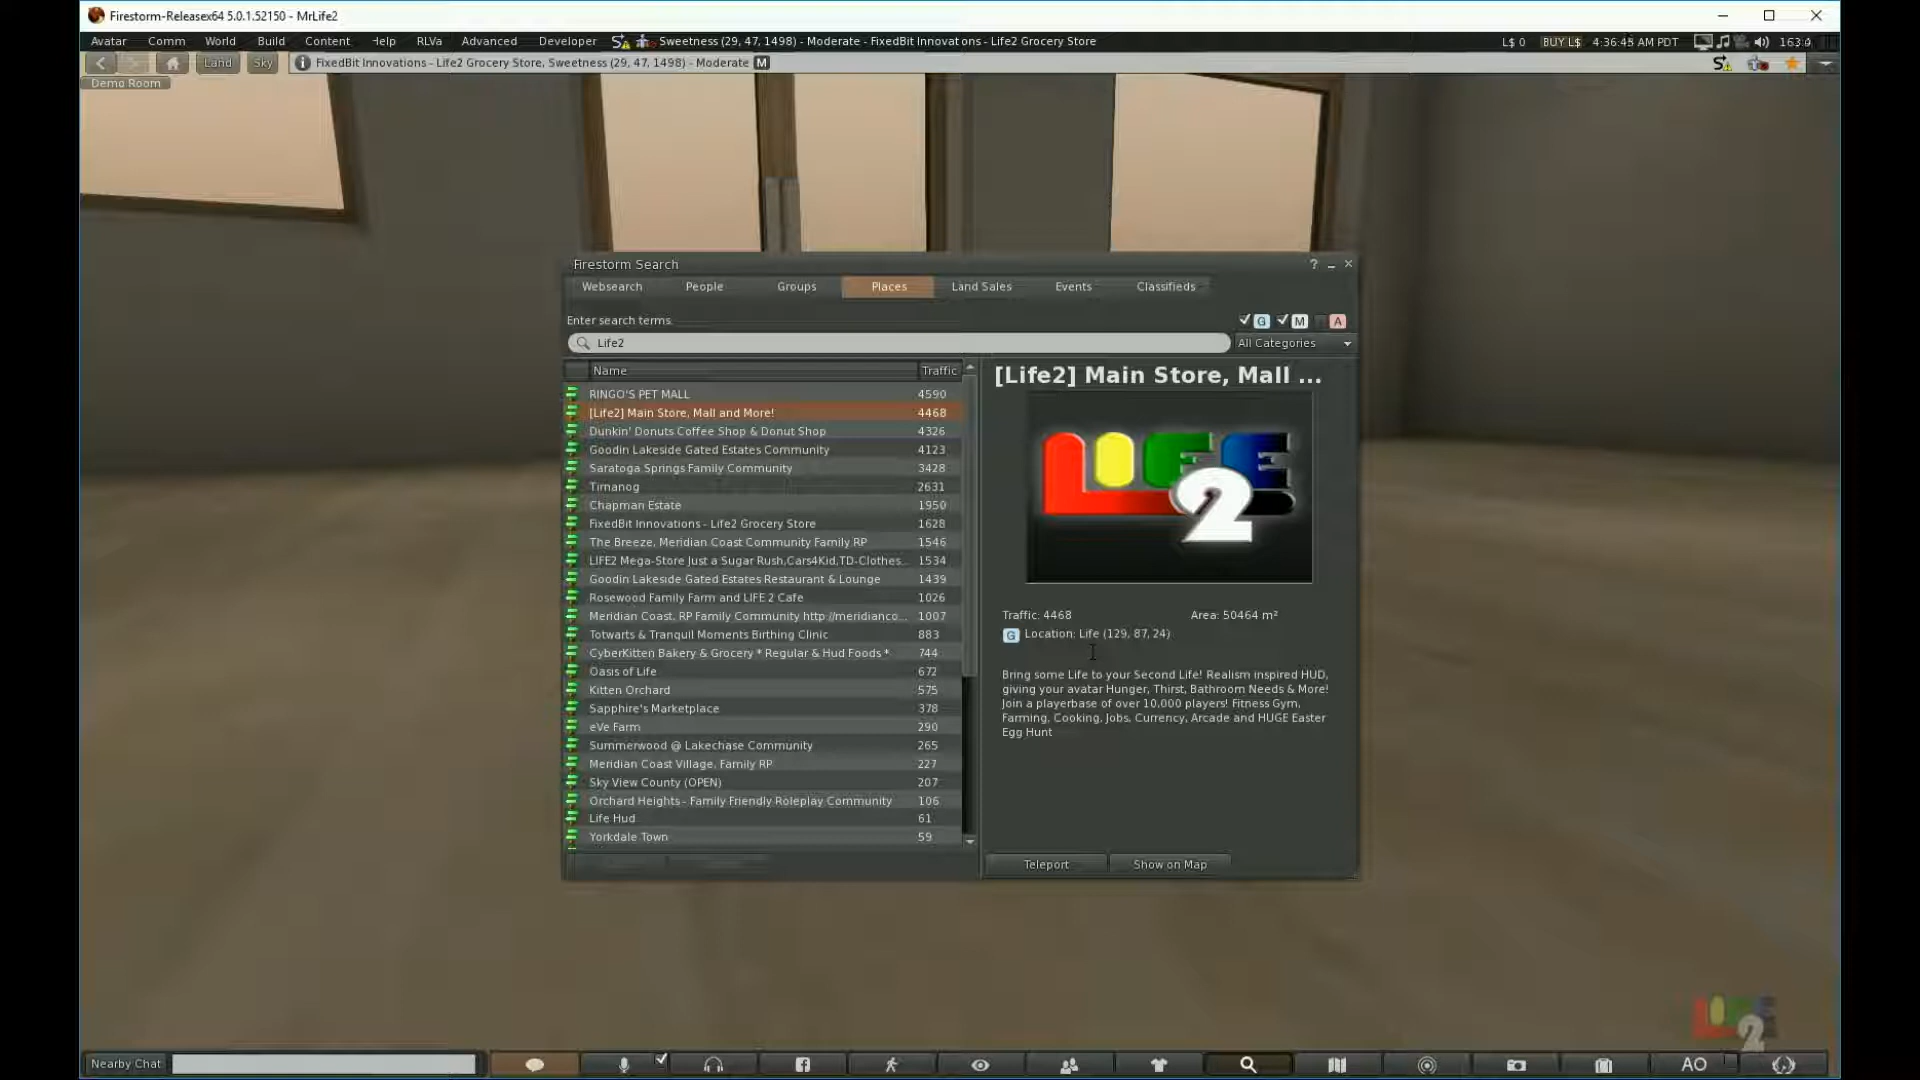 Firestorm-Releasex64 5.0.1.52150 - MrLife2
Avatar Comm World Build Content Help RLVa Advanced Developer Sweetness (29, 47, 1498) - Moderate - FixedBit Innovations - Life2 Grocery Store L$ 0 BUY L$ 4:36:45 AM PDT 163.0
Land Sky FixedBit Innovations - Life2 Grocery Store, Sweetness (29, 47, 1498) - Moderate M
Demo Room
Firestorm Search
Websearch People Groups Places Land Sales Events Classifieds
Enter search terms
G M A
Life2
All Categories
Name Traffic
RINGO'S PET MALL 4590
[Life2] Main Store, Mall and More! 4468
Dunkin' Donuts Coffee Shop & Donut Shop 4326
Goodin Lakeside Gated Estates Community 4123
Saratoga Springs Family Community 3428
Tirnanog 2631
Chapman Estate 1950
FixedBit Innovations - Life2 Grocery Store 1628
The Breeze, Meridian Coast Community Family RP 1546
LIFE2 Mega-Store Just a Sugar Rush,Cars4Kid,TD-Clothes... 1534
Goodin Lakeside Gated Estates Restaurant & Lounge 1439
Rosewood Family Farm and LIFE 2 Cafe 1026
Meridian Coast, RP Family Community http://meridianco... 1007
Totwarts & Tranquil Moments Birthing Clinic 883
CyberKitten Bakery & Grocery * Regular & Hud Foods * 744
Oasis of Life 672
Kitten Orchard 575
Sapphire's Marketplace 378
eVe Farm 290
Summerwood @ Lakechase Community 265
Meridian Coast Village, Family RP 227
Sky View County (OPEN) 207
Orchard Heights - Family Friendly Roleplay Community 106
Life Hud 61
Yorkdale Town 59
[Life2] Main Store, Mall ...
LIFE
2
Traffic: 4468 Area: 50464 m²
G Location: Life (129, 87, 24)
Bring some Life to your Second Life! Realism inspired HUD,
giving your avatar Hunger, Thirst, Bathroom Needs & More!
Join a playerbase of over 10,000 players! Fitness Gym,
Farming, Cooking, Jobs, Currency, Arcade and HUGE Easter
Egg Hunt
Teleport Show on Map
LIFE
2
Nearby Chat
AO